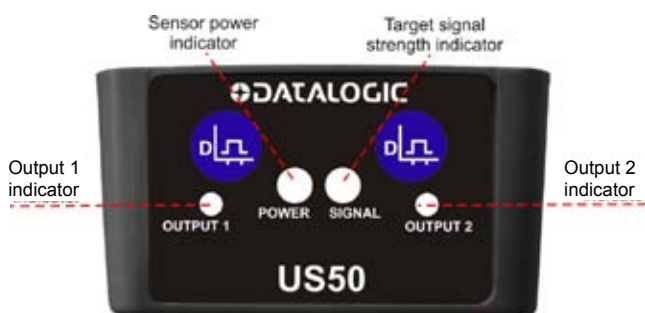 Sensor power
indicator
Target signal
strength indicator
DATALOGIC
D
D
Output 1
indicator
Output 2
indicator
OUTPUT 1
POWER
SIGNAL
OUTPUT 2
US50